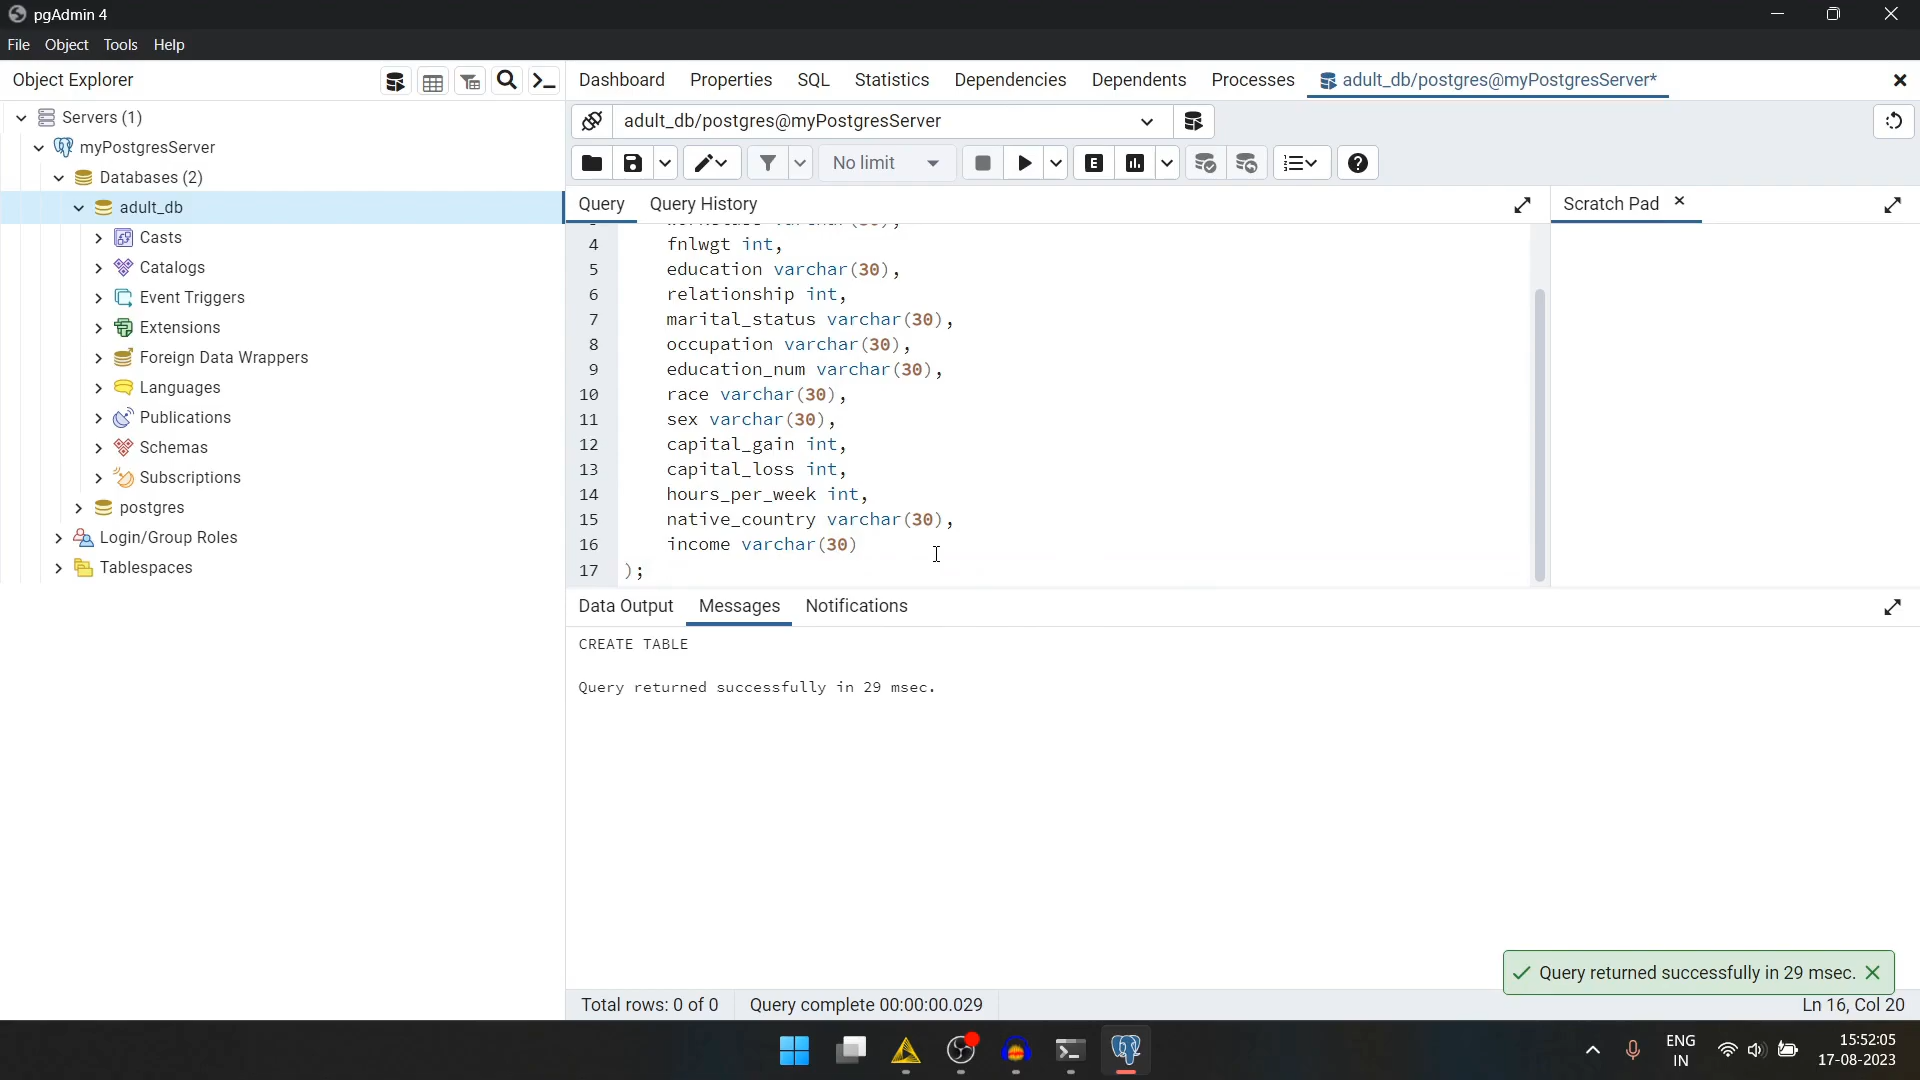 pgAdmin 4
File Object Tools Help
Object Explorer
Dashboard Properties SQL Statistics Dependencies Dependents Processes adult_db/postgres@myPostgresServer*
Servers (1)
adult_db/postgres@myPostgresServer
myPostgresServer
No limit
E
Databases (2)
Query Query History
Scratch Pad
adult_db
Casts
4 fnlwgt int,
Catalogs
5 education varchar(30),
Event Triggers
6 relationship int,
Extensions
7 marital_status varchar(30),
8 occupation varchar(30),
Foreign Data Wrappers
9 education_num varchar(30),
Languages
10 race varchar(30),
Publications
11 sex varchar(30),
Schemas
12 capital_gain int,
13 capital_loss int,
Subscriptions
14 hours_per_week int,
postgres
15 native_country varchar(30),
Login/Group Roles
16 income varchar(30)
Tablespaces
17 );
Data Output Messages Notifications
CREATE TABLE
Query returned successfully in 29 msec.
Query returned successfully in 29 msec.
Total rows: 0 of 0 Query complete 00:00:00.029
Ln 16, Col 20
ENG
IN
15:52:05
17-08-2023